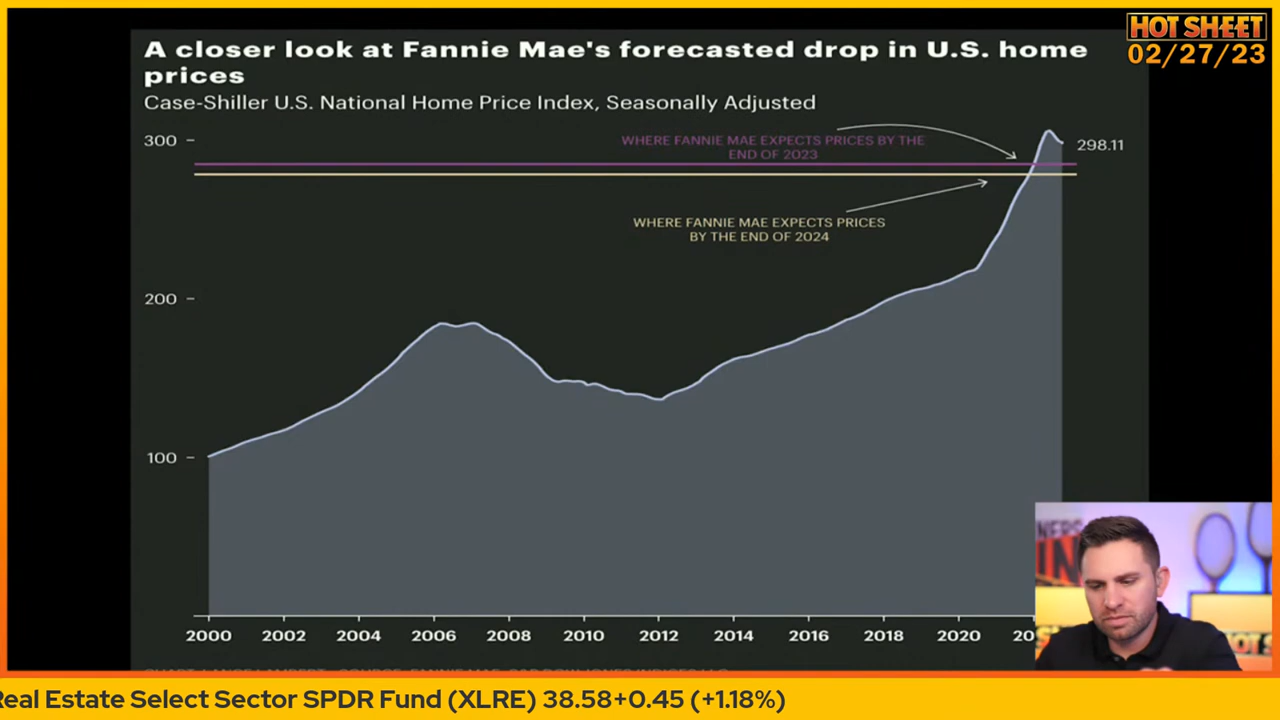 HOT SHEET
02/27/23
A closer look at Fannie Mae's forecasted drop in U.S. home
prices
Case-Shiller U.S. National Home Price Index, Seasonally Adjusted
300
WHERE FANNIE MAE EXPECTS PRICES BY THE
END OF 2023
298.11
WHERE FANNIE MAE EXPECTS PRICES
BY THE END OF 2024
200
100
2000 2002 2004 2006 2008 2010 2012 2014 2016 2018 2020
Real Estate Select Sector SPDR Fund (XLRE) 38.58+0.45 (+1.18%)